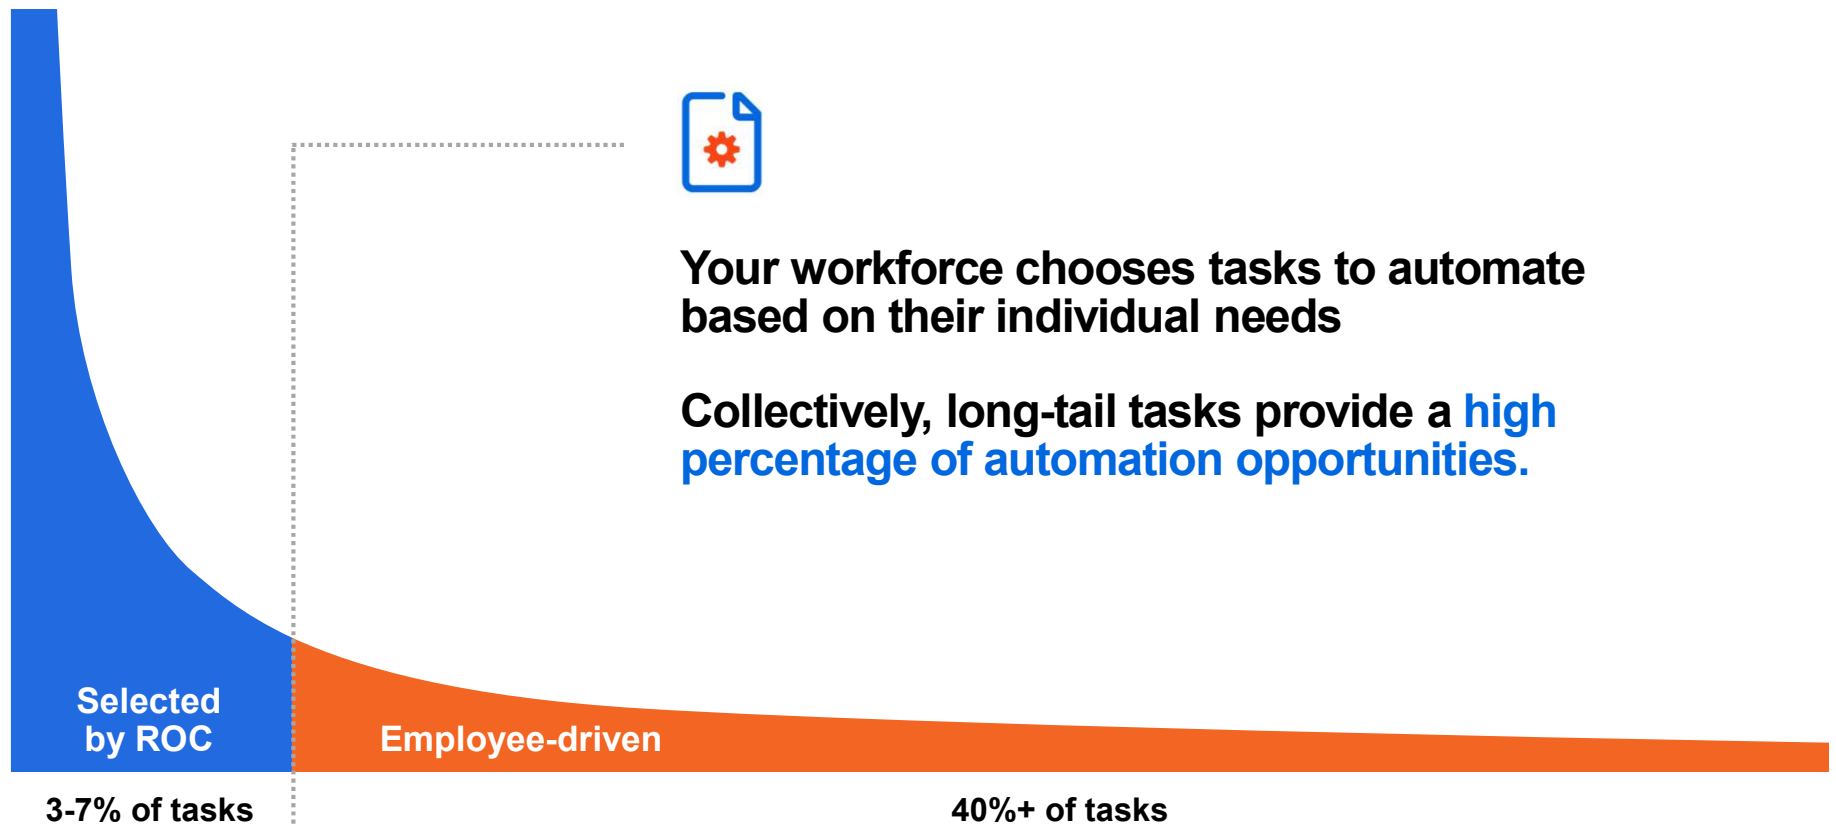 Your workforce chooses tasks to automate
based on their individual needs
Collectively, long-tail tasks provide a high
percentage of automation opportunities.
Selected
by ROC
Employee-driven
3-7% of tasks
40%+ of tasks